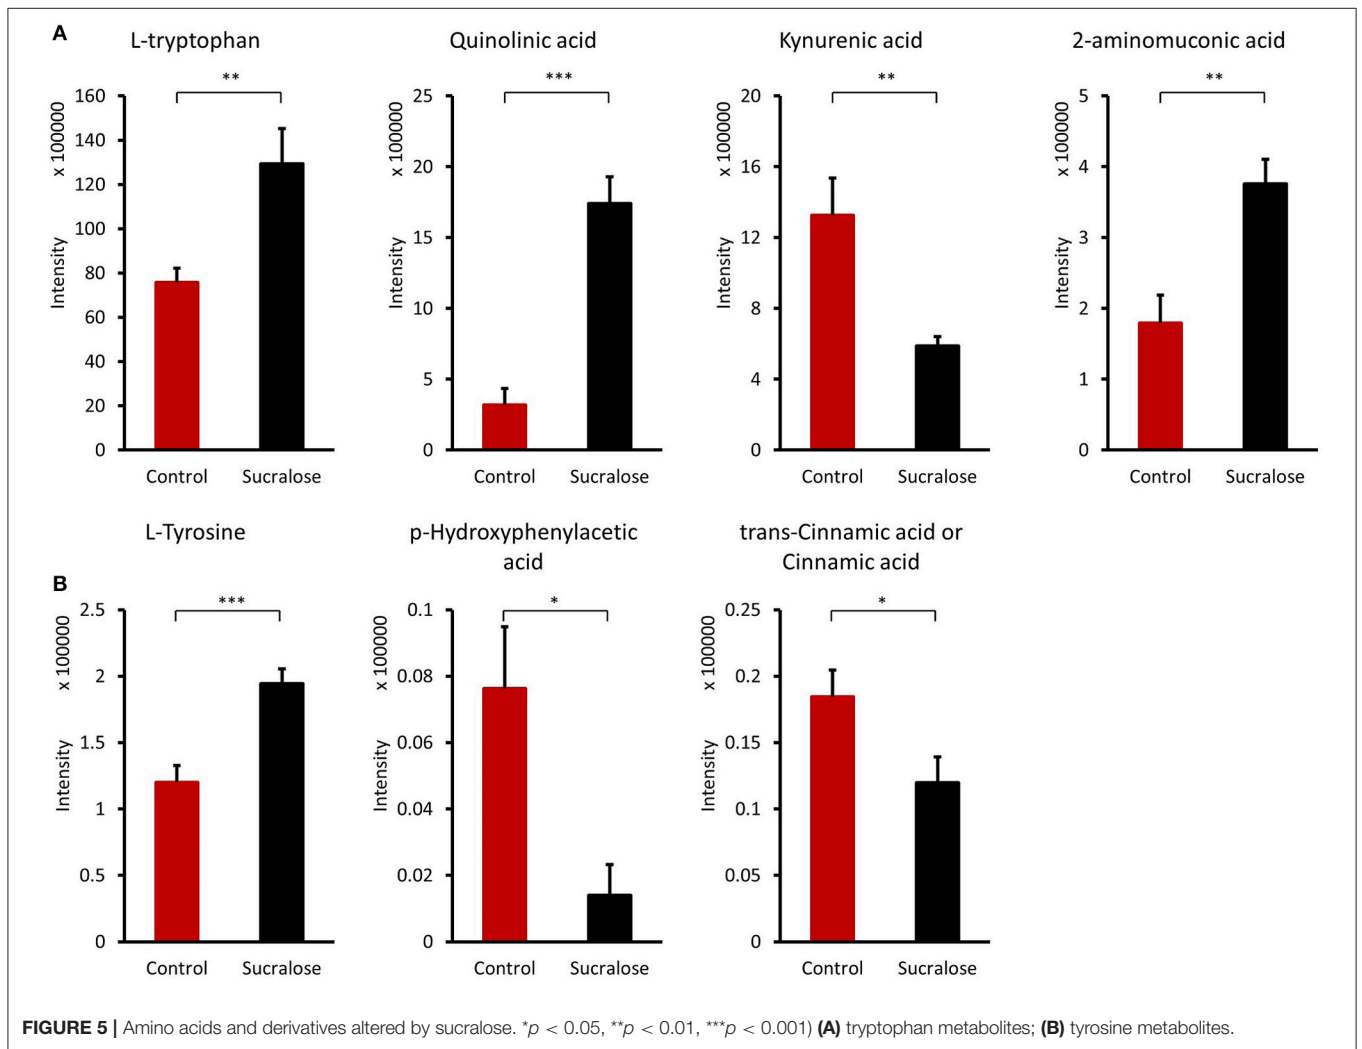 A
L-tryptophan
**
x 100000
Intensity
160
140
120
100
80
60
40
20
0
Control Sucralose
Quinolinic acid
***
x 100000
Intensity
25
20
15
10
5
0
Control Sucralose
Kynurenic acid
**
x 100000
Intensity
20
16
12
8
4
0
Control Sucralose
2-aminomuconic acid
**
x 100000
Intensity
5
4
3
2
1
0
Control Sucralose
B
L-Tyrosine
***
x 100000
Intensity
2.5
2
1.5
1
0.5
0
Control Sucralose
p-Hydroxyphenylacetic
acid
*
x 100000
Intensity
0.1
0.08
0.06
0.04
0.02
0
Control Sucralose
trans-Cinnamic acid or
Cinnamic acid
*
x 100000
Intensity
0.25
0.2
0.15
0.1
0.05
0
Control Sucralose
FIGURE 5 | Amino acids and derivatives altered by sucralose. *p < 0.05, **p < 0.01, ***p < 0.001) (A) tryptophan metabolites; (B) tyrosine metabolites.